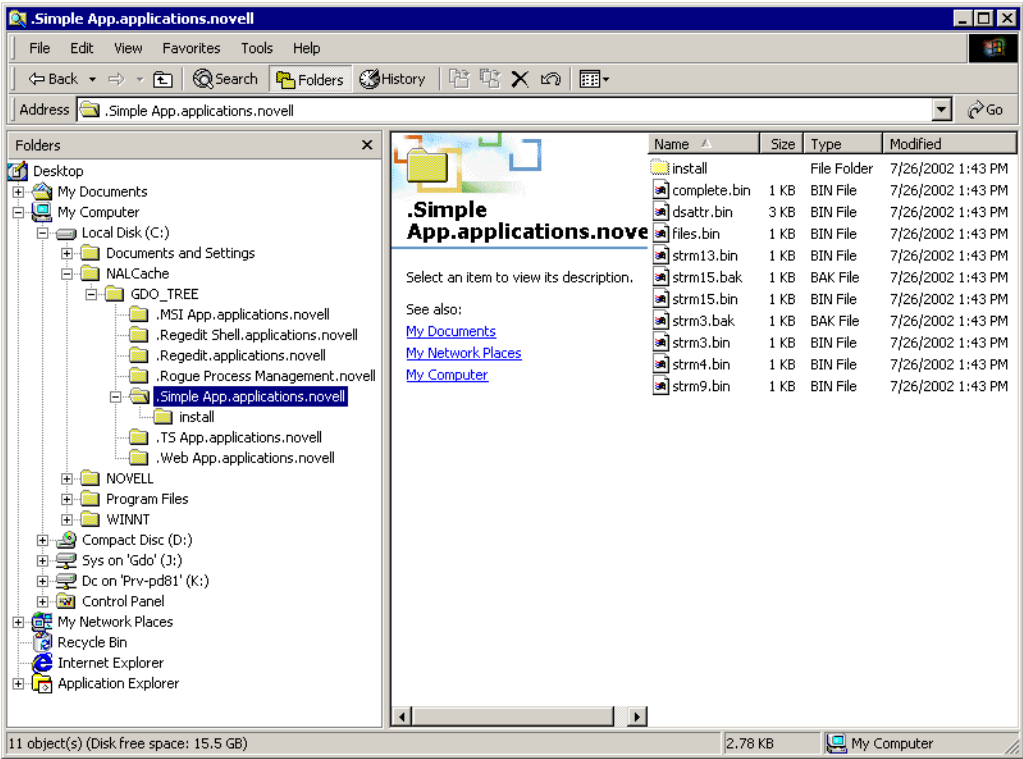 .Simple App.applications.novell
File Edit View Favorites Tools Help
Back Search Folders History
Address .Simple App.applications.novell Go
Folders
Desktop
My Documents
My Computer
Local Disk (C:)
Documents and Settings
NALCache
GDO_TREE
.MSI App.applications.novell
.Regedit Shell.applications.novell
.Regedit.applications.novell
.Rogue Process Management.novell
.Simple App.applications.novell
install
.TS App.applications.novell
.Web App.applications.novell
NOVELL
Program Files
WINNT
Compact Disc (D:)
Sys on 'Gdo' (J:)
Dc on 'Prv-pd81' (K:)
Control Panel
My Network Places
Recycle Bin
Internet Explorer
Application Explorer
.Simple
App.applications.nove
Select an item to view its description.
See also:
My Documents
My Network Places
My Computer
Name Size Type Modified
install File Folder 7/26/2002 1:43 PM
complete.bin 1 KB BIN File 7/26/2002 1:43 PM
dsattr.bin 3 KB BIN File 7/26/2002 1:43 PM
files.bin 1 KB BIN File 7/26/2002 1:43 PM
strm13.bin 1 KB BIN File 7/26/2002 1:43 PM
strm15.bak 1 KB BAK File 7/26/2002 1:43 PM
strm15.bin 1 KB BIN File 7/26/2002 1:43 PM
strm3.bak 1 KB BAK File 7/26/2002 1:43 PM
strm3.bin 1 KB BIN File 7/26/2002 1:43 PM
strm4.bin 1 KB BIN File 7/26/2002 1:43 PM
strm9.bin 1 KB BIN File 7/26/2002 1:43 PM
11 object(s) (Disk free space: 15.5 GB) 2.78 KB My Computer